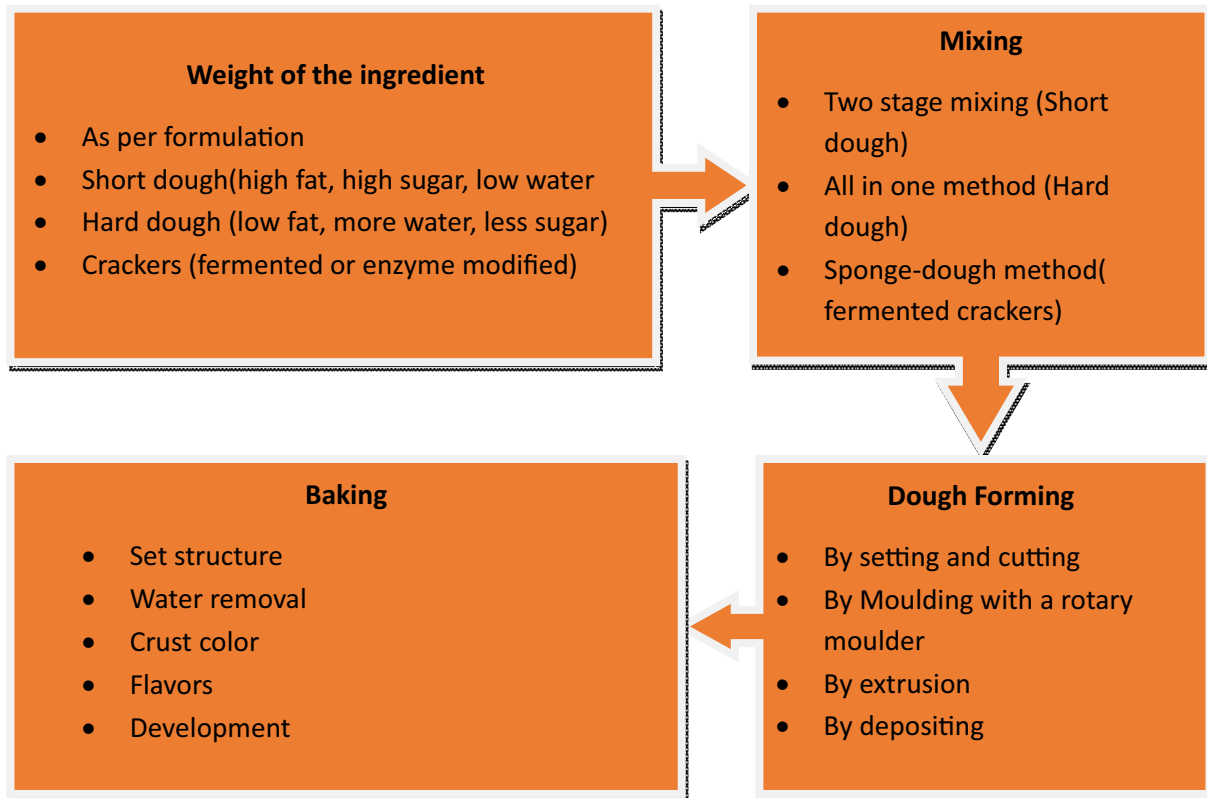 Weight of the ingredient
• As per formulation
• Short dough(high fat, high sugar, low water
• Hard dough (low fat, more water, less sugar)
• Crackers (fermented or enzyme modified)
Mixing
• Two stage mixing (Short
dough)
• All in one method (Hard
dough)
• Sponge-dough method(
fermented crackers)
Dough Forming
• By setting and cutting
• By Moulding with a rotary
moulder
• By extrusion
• By depositing
Baking
• Set structure
• Water removal
• Crust color
• Flavors
• Development